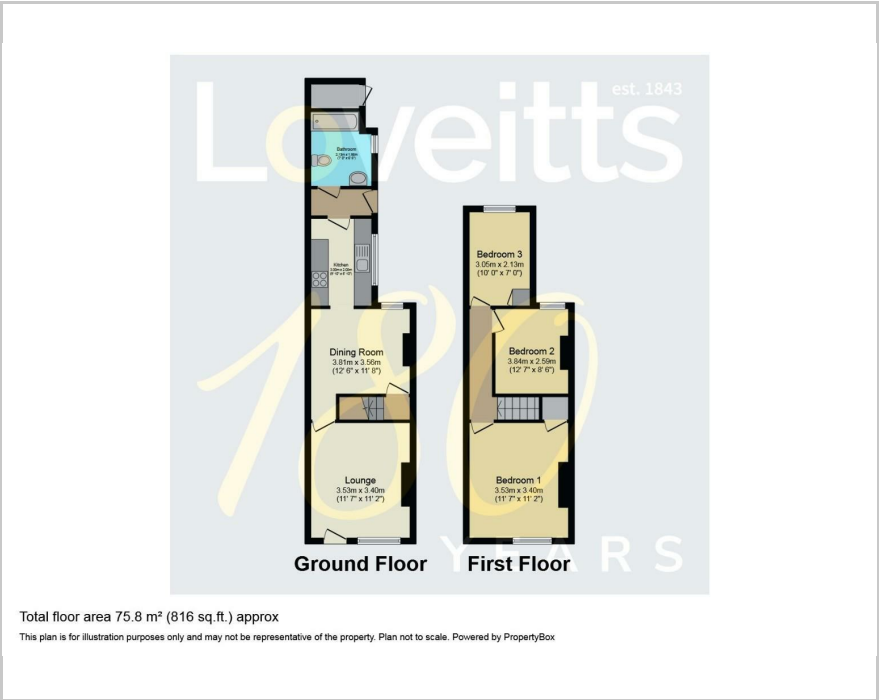 est. 1843
Loveitts
180
YEARS
Bathroom
Kitchen
Dining Room
3.81m x 3.56m
(12' 6" x 11' 8")
Lounge
3.53m x 3.40m
(11' 7" x 11' 2")
Ground Floor
Bedroom 3
3.05m x 2.13m
(10' 0" x 7' 0")
Bedroom 2
3.84m x 2.59m
(12' 7" x 8' 6")
Bedroom 1
3.53m x 3.40m
(11' 7" x 11' 2")
First Floor
Total floor area 75.8 m² (816 sq.ft.) approx
This plan is for illustration purposes only and may not be representative of the property. Plan not to scale. Powered by PropertyBox